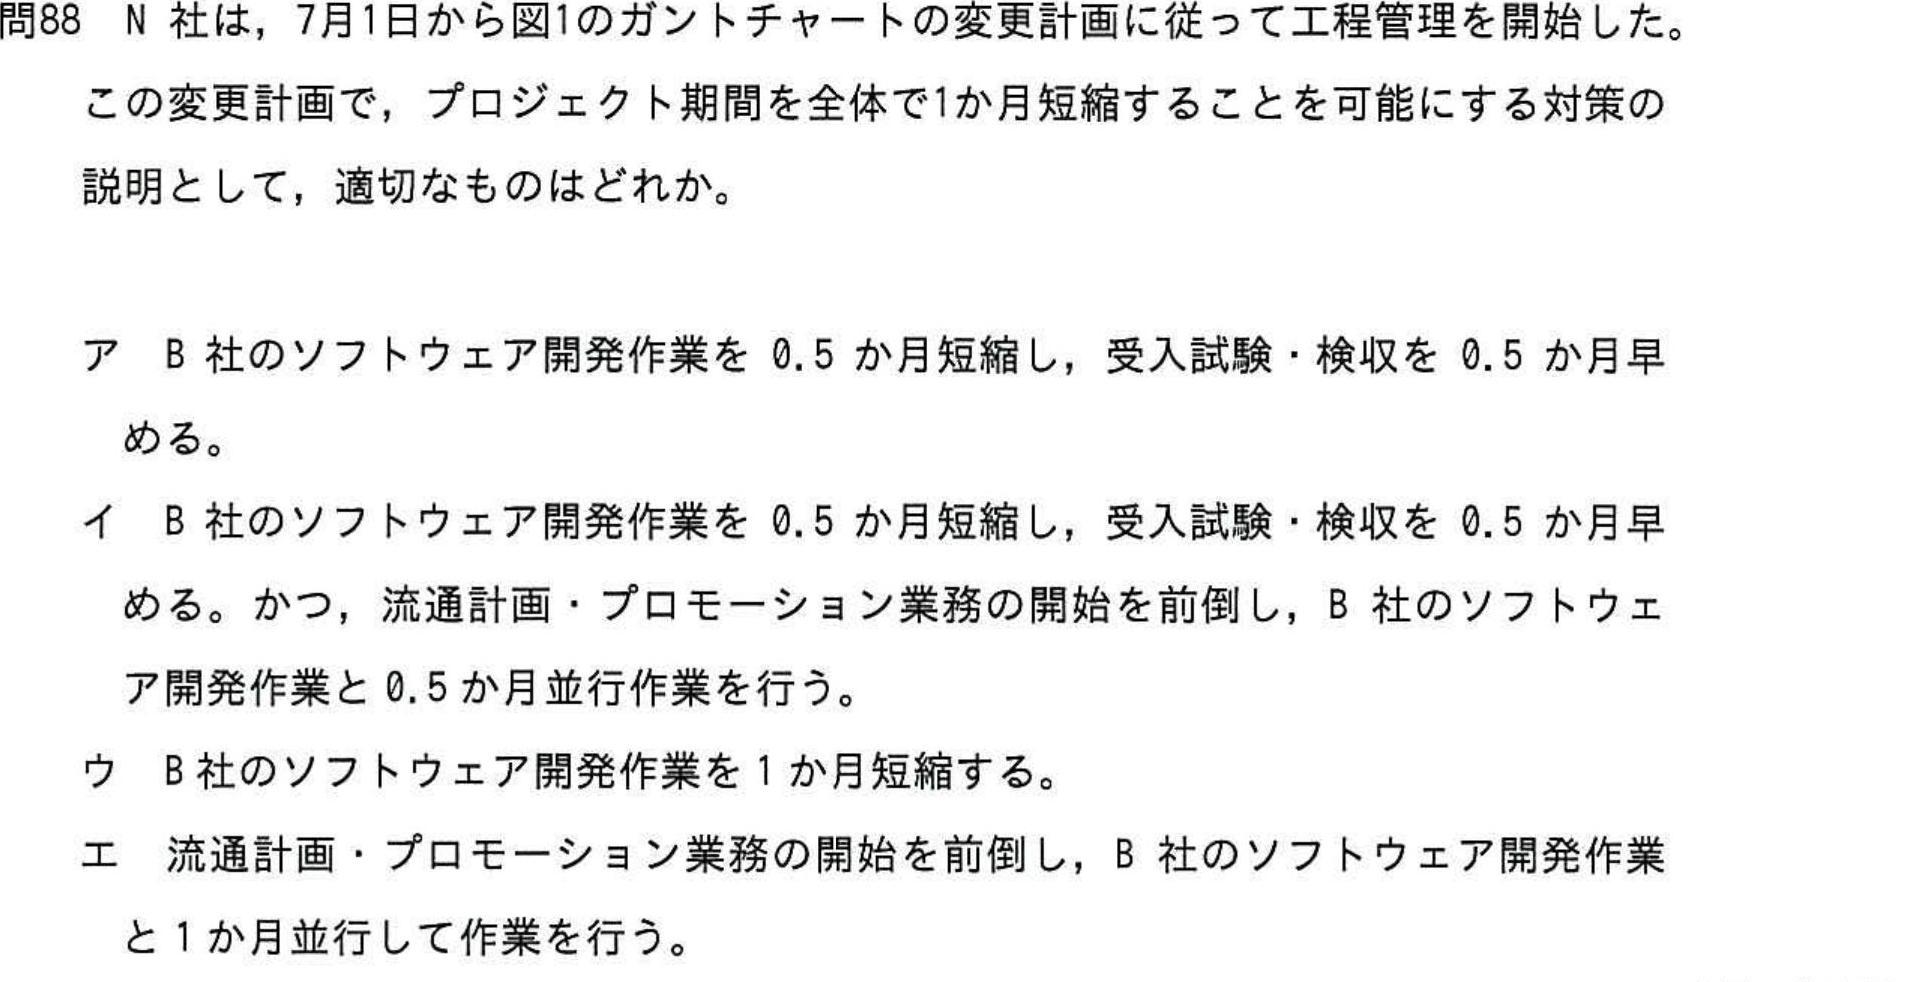 問88 N 社は，7月1日から図1のガントチャートの変更計画に従って工程管理を開始した。
この変更計画で，プロジェクト期間を全体で1か月短縮することを可能にする対策の
説明として，適切なものはどれか。
ア B 社のソフトウェア開発作業を 0.5 か月短縮し，受入試験・検収を 0.5 か月早
める。
イ B 社のソフトウェア開発作業を 0.5 か月短縮し，受入試験・検収を 0.5 か月早
める。かつ，流通計画・プロモーション業務の開始を前倒し，B 社のソフトウェ
ア開発作業と 0.5 か月並行作業を行う。
ウ B 社のソフトウェア開発作業を 1 か月短縮する。
エ 流通計画・プロモーション業務の開始を前倒し，B 社のソフトウェア開発作業
と 1 か月並行して作業を行う。